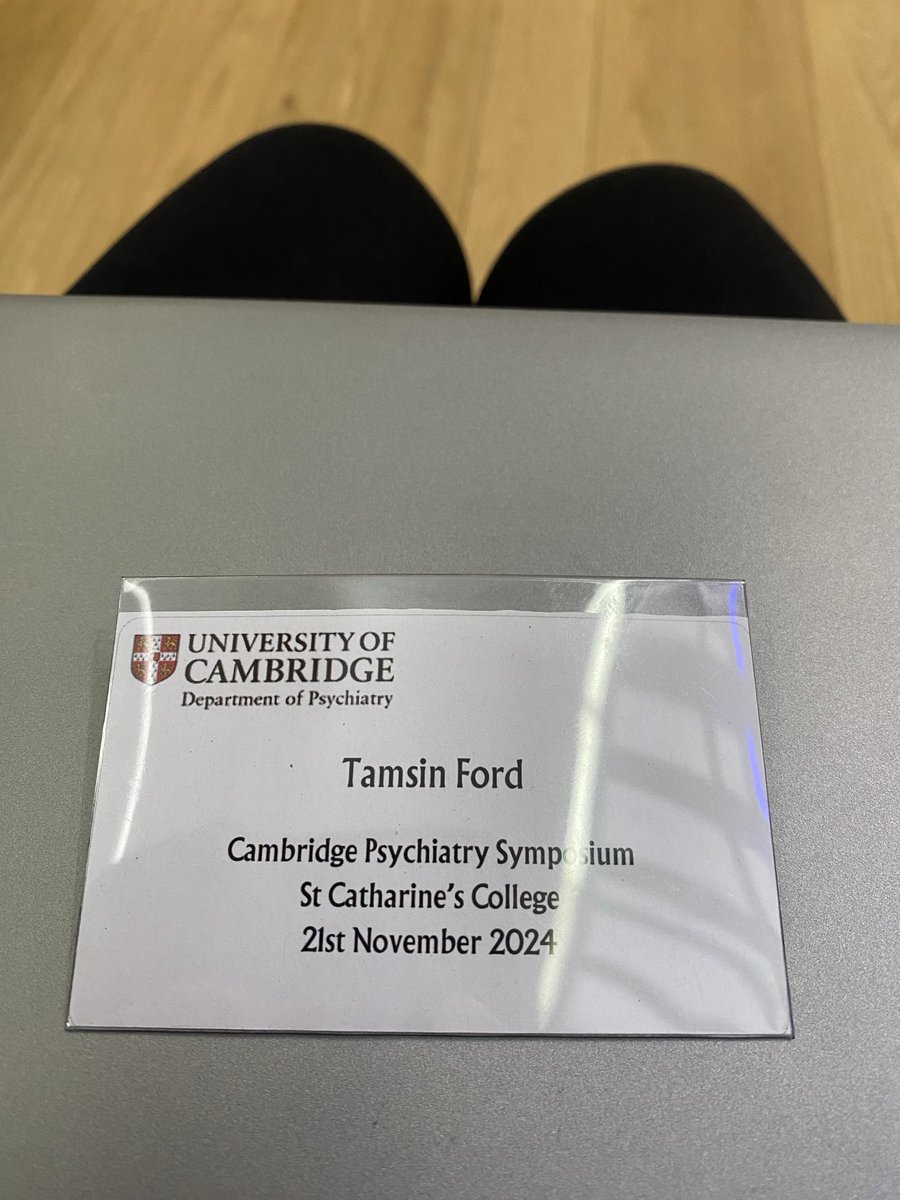 UNIVERSITY OF
CAMBRIDGE
Department of Psychiatry
Tamsin Ford
Cambridge Psychiatry Symposium
St Catharine's College
21st November 2024